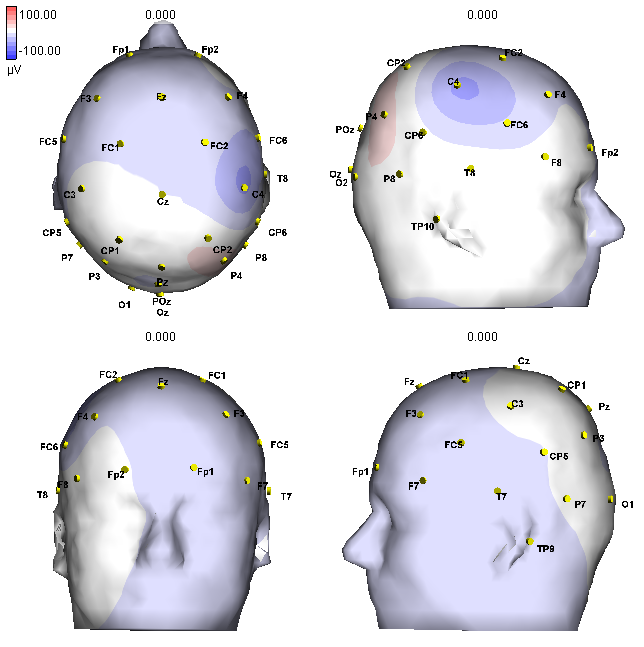 100.00
-100.00
µV
0.000
Fp1
Fp2
F3
Fz
F4
FC5
FC1
FC2
FC6
T8
C3
Cz
C4
CP5
CP1
CP2
CP6
P7
P3
Pz
P4
P8
O1
POz
Oz
0.000
CP2
FC2
C4
F4
P4
POz
CP6
FC6
Fp2
Oz
O2
P8
T8
F8
TP10
0.000
FC2
Fz
FC1
F4
F3
FC6
FC5
F8
Fp2
Fp1
F7
T8
T7
0.000
Cz
Fz
FC1
CP1
F3
C3
Pz
FC5
P3
CP5
Fp1
F7
T7
P7
O1
TP9